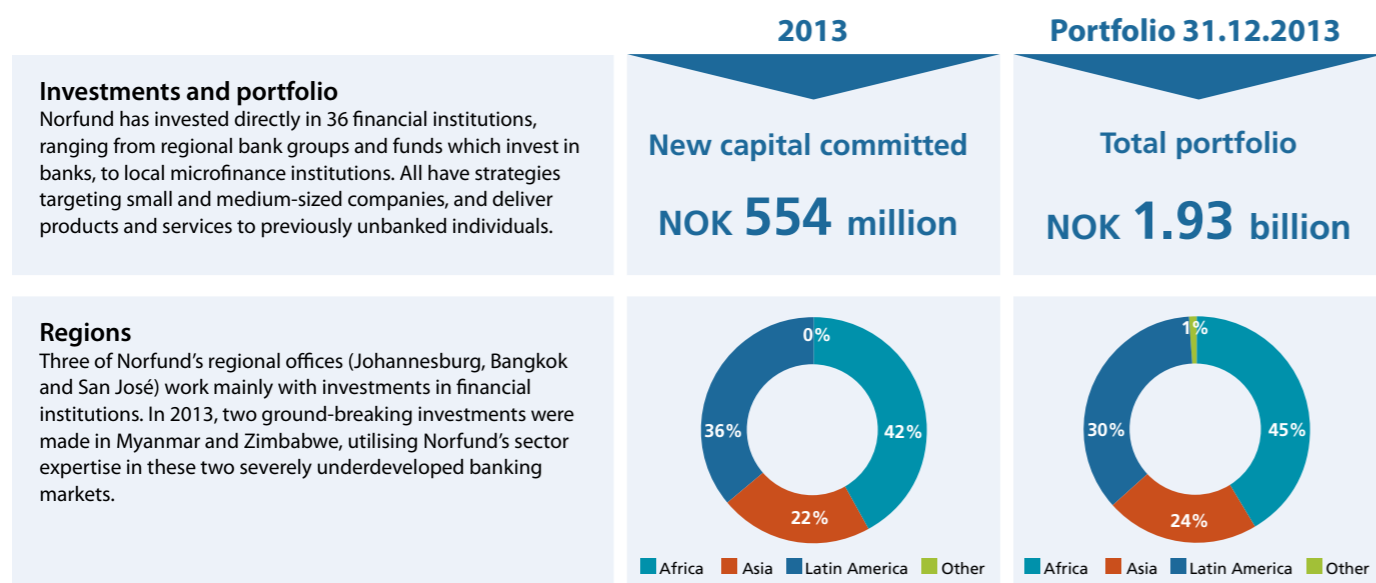 2013
Portfolio 31.12.2013
Investments and portfolio
Norfund has invested directly in 36 financial institutions,
ranging from regional bank groups and funds which invest in
banks, to local microfinance institutions. All have strategies
targeting small and medium-sized companies, and deliver
products and services to previously unbanked individuals.
New capital committed
NOK 554 million
Total portfolio
NOK 1.93 billion
Regions
Three of Norfund’s regional offices (Johannesburg, Bangkok
and San José) work mainly with investments in financial
institutions. In 2013, two ground-breaking investments were
made in Myanmar and Zimbabwe, utilising Norfund’s sector
expertise in these two severely underdeveloped banking
markets.
0%
36%
42%
22%
Africa Asia Latin America Other
1%
30%
45%
24%
Africa Asia Latin America Other